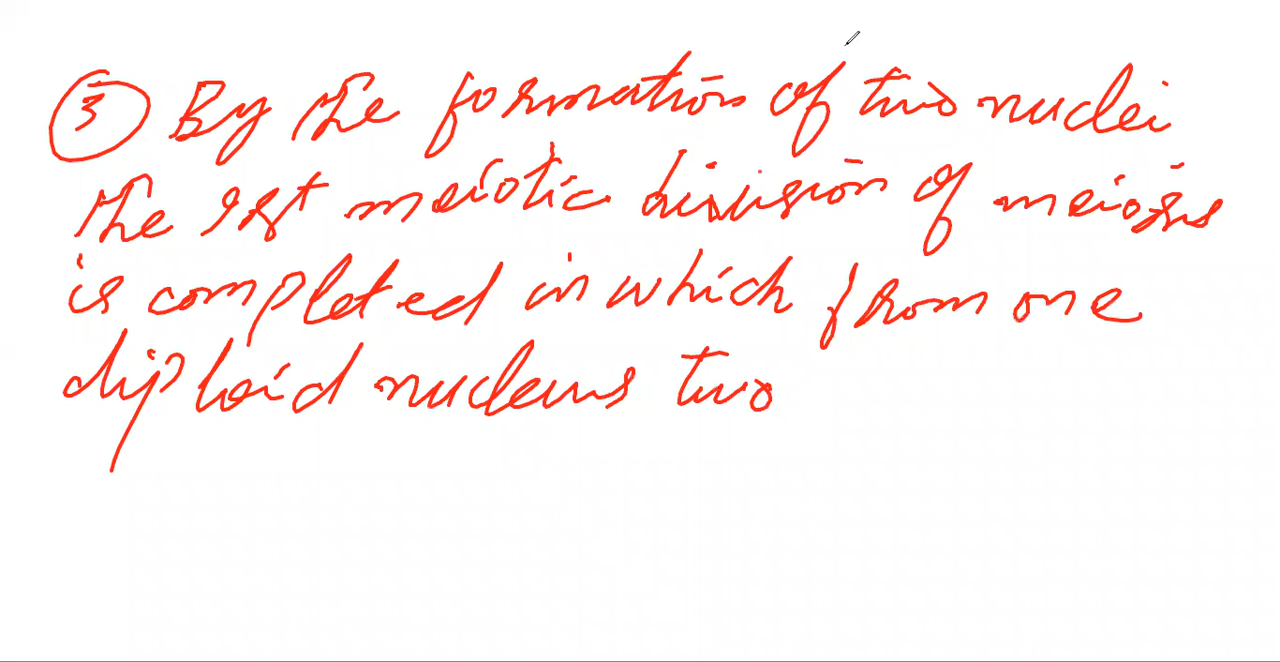 ③ By the formation of two nuclei
the 1st meiotic division of meiosis
is completed in which from one
diploid nucleus two